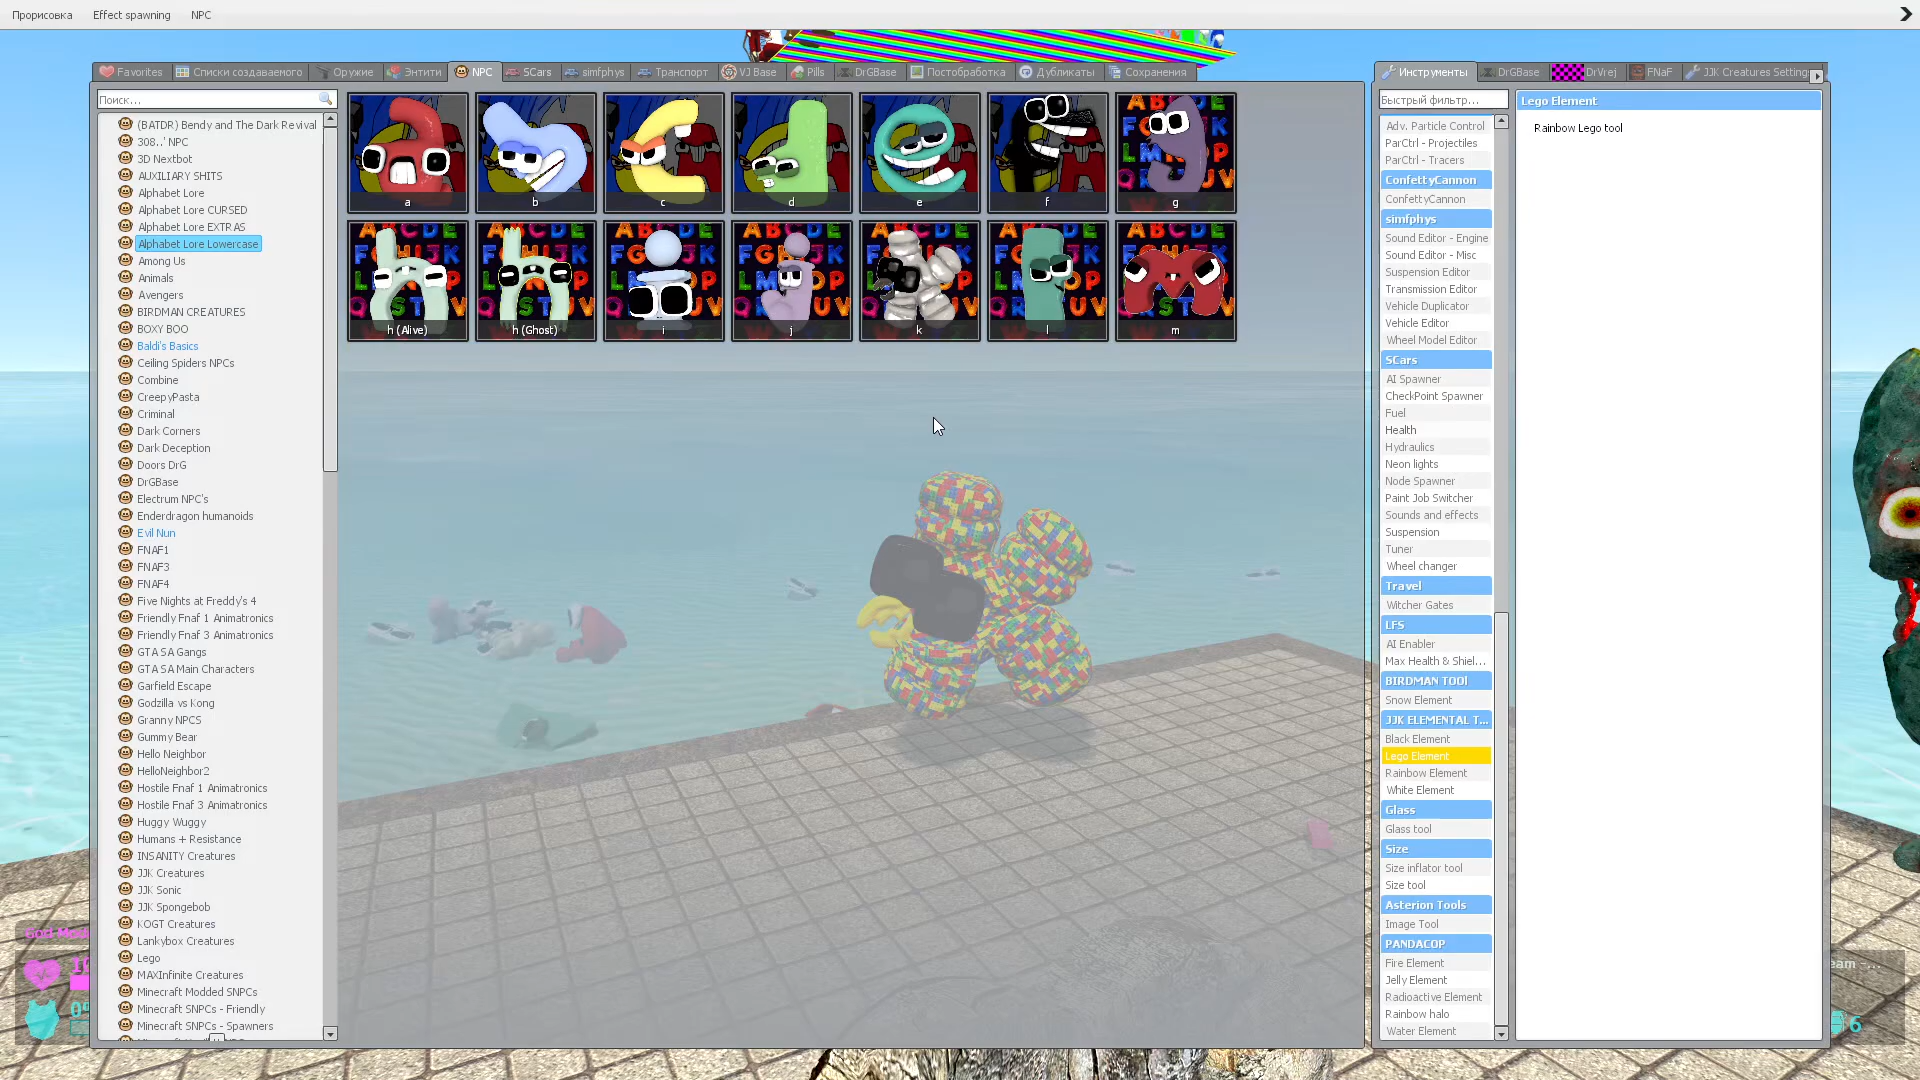 Прорисовка Effect spawning NPC
Favorites Списки создаваемого Оружие Энтити NPC SCars simfphys Транспорт VJ Base Pills DrGBase Постобработка Дубликаты Сохранения
Инструменты DrGBase DrVrej FNaF JJK Creatures Setting
Поиск...
(BATDR) Bendy and The Dark Revival
308..' NPC
3D Nextbot
AUXILIARY SHITS
Alphabet Lore
Alphabet Lore CURSED
Alphabet Lore EXTRAS
Alphabet Lore Lowercase
Among Us
Animals
Avengers
BIRDMAN CREATURES
BOXY BOO
Baldi's Basics
Ceiling Spiders NPCs
Combine
CreepyPasta
Criminal
Dark Corners
Dark Deception
Doors DrG
DrGBase
Electrum NPC's
Enderdragon humanoids
Evil Nun
FNAF1
FNAF3
FNAF4
Five Nights at Freddy's 4
Friendly Fnaf 1 Animatronics
Friendly Fnaf 3 Animatronics
GTA SA Gangs
GTA SA Main Characters
Garfield Escape
Godzilla vs Kong
Granny NPCS
Gummy Bear
Hello Neighbor
HelloNeighbor2
Hostile Fnaf 1 Animatronics
Hostile Fnaf 3 Animatronics
Huggy Wuggy
Humans + Resistance
INSANITY Creatures
JJK Creatures
JJK Sonic
JJK Spongebob
KOGT Creatures
Lankybox Creatures
Lego
MAXInfinite Creatures
Minecraft Modded SNPCs
Minecraft SNPCs - Friendly
Minecraft SNPCs - Spawners
a b c d e f g
h (Alive) h (Ghost) i j k l m
Быстрый фильтр...
Adv. Particle Control
ParCtrl - Projectiles
ParCtrl - Tracers
ConfettyCannon
ConfettyCannon
simfphys
Sound Editor - Engine
Sound Editor - Misc
Suspension Editor
Transmission Editor
Vehicle Duplicator
Vehicle Editor
Wheel Model Editor
SCars
AI Spawner
CheckPoint Spawner
Fuel
Health
Hydraulics
Neon lights
Node Spawner
Paint Job Switcher
Sounds and effects
Suspension
Tuner
Wheel changer
Travel
Witcher Gates
LFS
AI Enabler
Max Health & Shiel...
BIRDMAN TOOl
Snow Element
JJK ELEMENTAL T...
Black Element
Lego Element
Rainbow Element
White Element
Glass
Glass tool
Size
Size inflator tool
Size tool
Asterion Tools
Image Tool
PANDACOP
Fire Element
Jelly Element
Radioactive Element
Rainbow halo
Water Element
Lego Element
Rainbow Lego tool
6